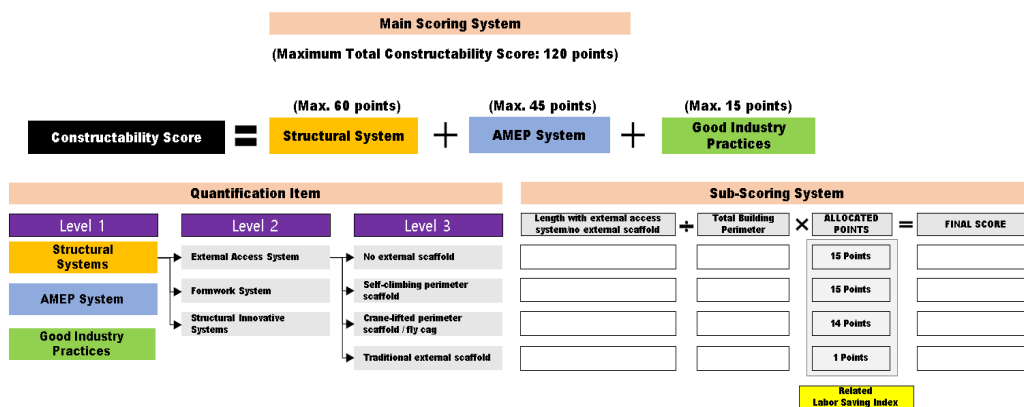 Main Scoring System
(Maximum Total Constructability Score: 120 points)
(Max. 60 points)
(Max. 45 points)
(Max. 15 points)
Constructability Score
=
Structural System
+
AMEP System
+
Good Industry
Practices
Quantification Item
Level 1
Level 2
Level 3
Structural
Systems
External Access System
No external scaffold
AMEP System
Formwork System
Self-climbing perimeter
scaffold
Structural Innovative
Systems
Crane-lifted perimeter
scaffold / fly cag
Good Industry
Practices
Traditional external scaffold
Sub-Scoring System
Length with external access
system/no external scaffold
÷
Total Building
Perimeter
×
ALLOCATED
POINTS
=
FINAL SCORE
15 Points
15 Points
14 Points
1 Points
Related
Labor Saving Index